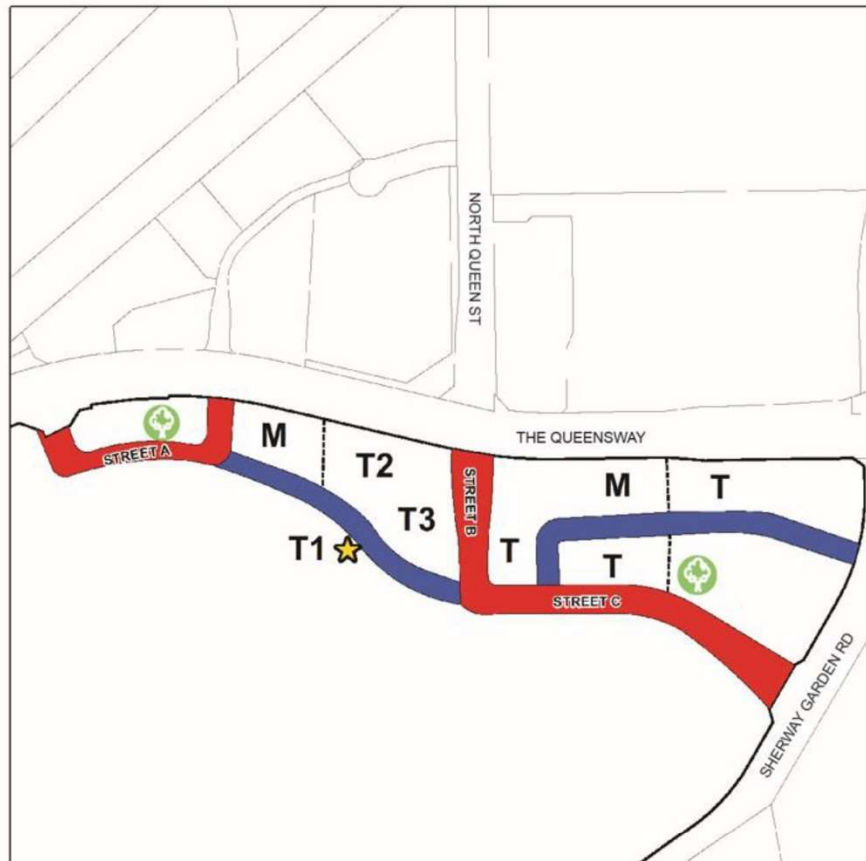 NORTH QUEEN ST
THE QUEENSWAY
M
T2
STREET A
STREET B
M
T
T3
T1
T
T
STREET C
SHERWAY GARDEN RD